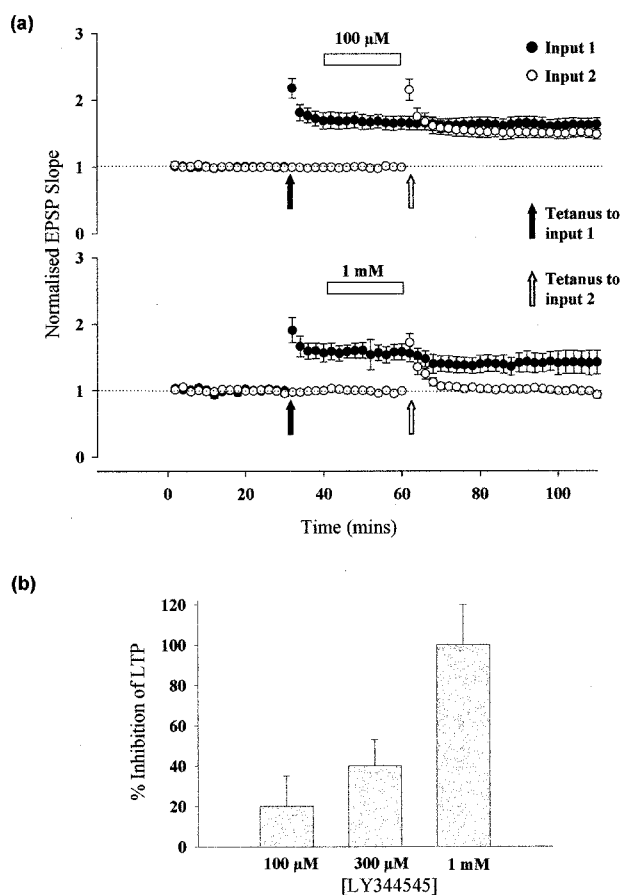 (a)
100 µM
Input 1
Input 2
2
1
0
Tetanus to
input 1
Normalised EPSP Slope
3
1 mM
Tetanus to
input 2
2
1
0
0
20
40
60
80
100
Time (mins)
(b)
120
100
80
60
40
20
0
% Inhibition of LTP
100 µM
300 µM
1 mM
[LY344545]